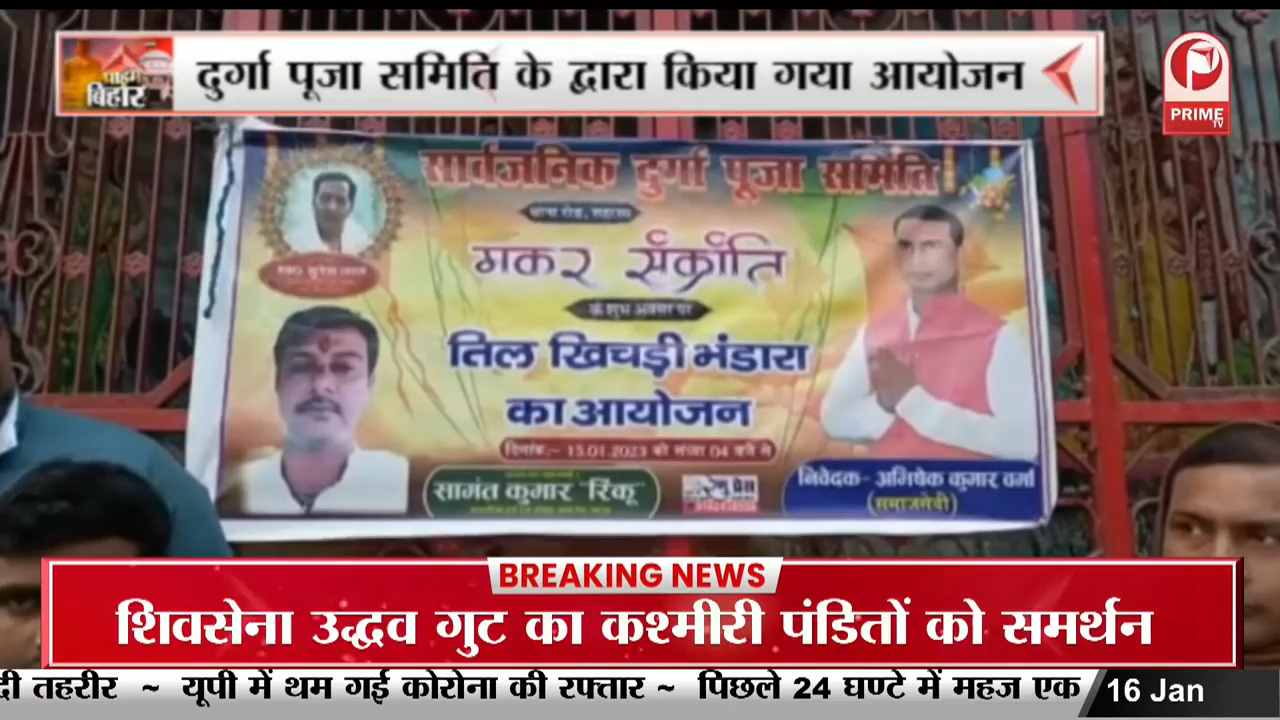 पाहुन
बिहार
दुर्गा पूजा समिति के द्वारा किया गया आयोजन
PRIME
TV
सार्वजनिक दुर्गा पूजा समिति
थाना रोड, सहरसा
मकर संक्रांति
के शुभ अवसर पर
तिल खिचड़ी भंडारा
का आयोजन
दिनांक:- 15.01.2023 को संध्या 04 बजे से
सामंत कुमार "रिंकू"
निवेदक- अभिषेक कुमार वर्मा
(समाजसेवी)
BREAKING NEWS
शिवसेना उद्धव गुट का कश्मीरी पंडितों को समर्थन
दी तहरीर ~ यूपी में थम गई कोरोना की रफ्तार ~ पिछले 24 घण्टे में महज एक
16 Jan